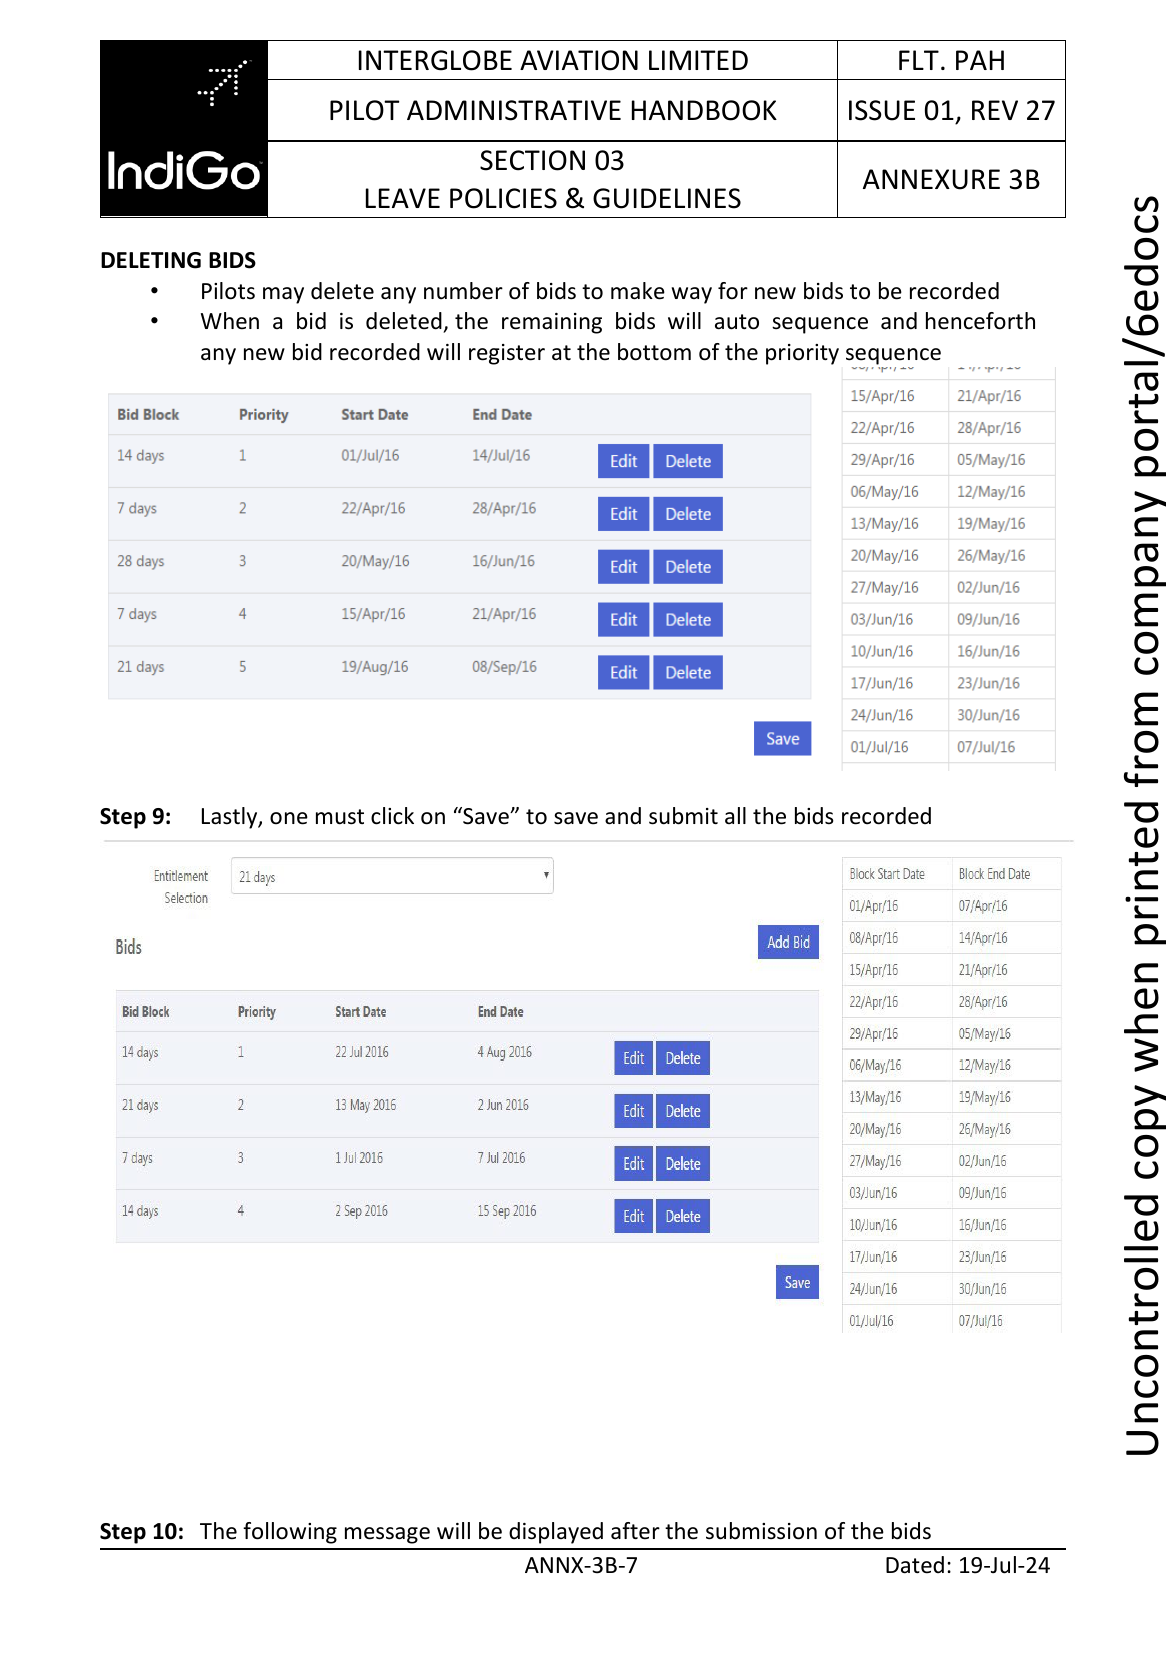 INTERGLOBE AVIATION LIMITED
FLT. PAH
PILOT ADMINISTRATIVE HANDBOOK
ISSUE 01, REV 27
IndiGo
SECTION 03
LEAVE POLICIES & GUIDELINES
ANNEXURE 3B
DELETING BIDS
• Pilots may delete any number of bids to make way for new bids to be recorded
• When a bid is deleted, the remaining bids will auto sequence and henceforth
any new bid recorded will register at the bottom of the priority sequence
Bid Block Priority Start Date End Date
14 days 1 01/Jul/16 14/Jul/16 Edit Delete
7 days 2 22/Apr/16 28/Apr/16 Edit Delete
28 days 3 20/May/16 16/Jun/16 Edit Delete
7 days 4 15/Apr/16 21/Apr/16 Edit Delete
21 days 5 19/Aug/16 08/Sep/16 Edit Delete
Save
15/Apr/16 21/Apr/16
22/Apr/16 28/Apr/16
29/Apr/16 05/May/16
06/May/16 12/May/16
13/May/16 19/May/16
20/May/16 26/May/16
27/May/16 02/Jun/16
03/Jun/16 09/Jun/16
10/Jun/16 16/Jun/16
17/Jun/16 23/Jun/16
24/Jun/16 30/Jun/16
01/Jul/16 07/Jul/16
Step 9: Lastly, one must click on “Save” to save and submit all the bids recorded
Entitlement
Selection
21 days
Bids
Add Bid
Bid Block Priority Start Date End Date
14 days 1 22 Jul 2016 4 Aug 2016 Edit Delete
21 days 2 13 May 2016 2 Jun 2016 Edit Delete
7 days 3 1 Jul 2016 7 Jul 2016 Edit Delete
14 days 4 2 Sep 2016 15 Sep 2016 Edit Delete
Save
Block Start Date Block End Date
01/Apr/16 07/Apr/16
08/Apr/16 14/Apr/16
15/Apr/16 21/Apr/16
22/Apr/16 28/Apr/16
29/Apr/16 05/May/16
06/May/16 12/May/16
13/May/16 19/May/16
20/May/16 26/May/16
27/May/16 02/Jun/16
03/Jun/16 09/Jun/16
10/Jun/16 16/Jun/16
17/Jun/16 23/Jun/16
24/Jun/16 30/Jun/16
01/Jul/16 07/Jul/16
Step 10: The following message will be displayed after the submission of the bids
ANNX-3B-7
Dated: 19-Jul-24
Uncontrolled copy when printed from company portal/6edocs